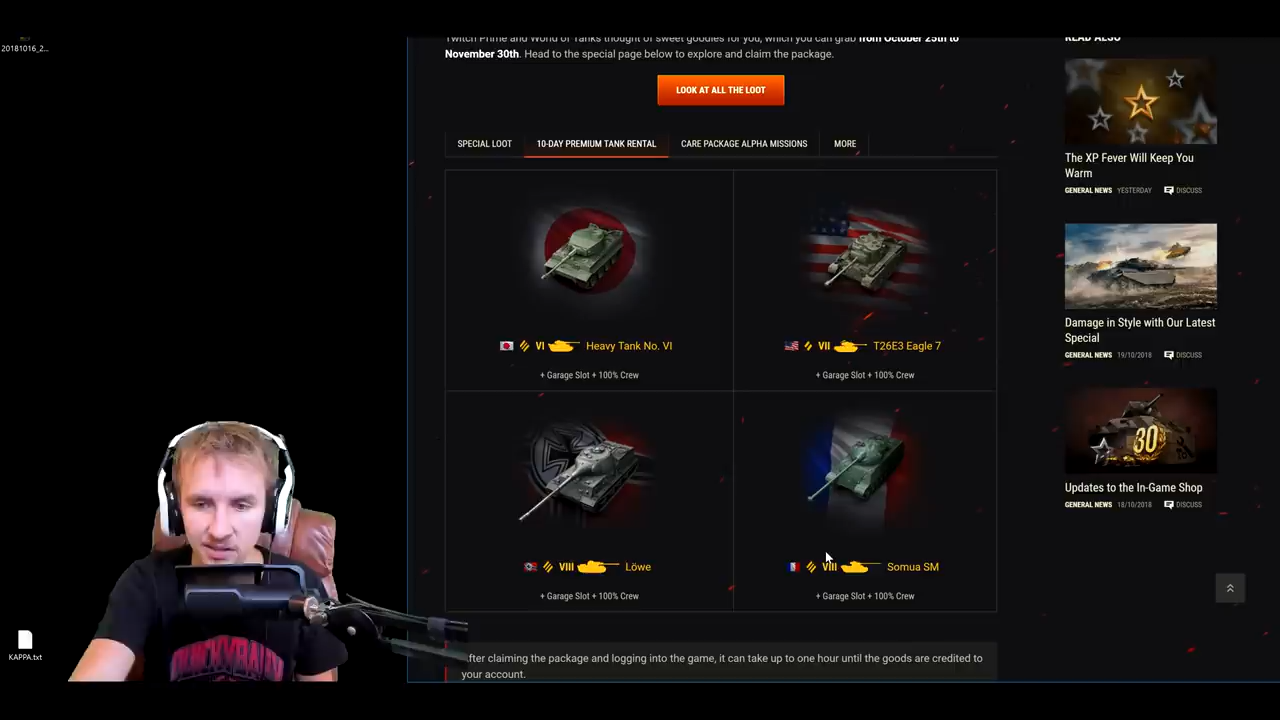 20181016_2...
Twitch Prime and World of Tanks thought of sweet goodies for you, which you can grab from October 25th to
November 30th. Head to the special page below to explore and claim the package.
LOOK AT ALL THE LOOT
SPECIAL LOOT
10-DAY PREMIUM TANK RENTAL
CARE PACKAGE ALPHA MISSIONS
MORE
VI Heavy Tank No. VI
+ Garage Slot + 100% Crew
VII T26E3 Eagle 7
+ Garage Slot + 100% Crew
VIII Löwe
+ Garage Slot + 100% Crew
VIII Somua SM
+ Garage Slot + 100% Crew
After claiming the package and logging into the game, it can take up to one hour until the goods are credited to
your account.
READ ALSO
The XP Fever Will Keep You
Warm
GENERAL NEWS YESTERDAY DISCUSS
Damage in Style with Our Latest
Special
GENERAL NEWS 19/10/2018 DISCUSS
30
Updates to the In-Game Shop
GENERAL NEWS 18/10/2018 DISCUSS
KAPPA.txt
QUICKYBABY